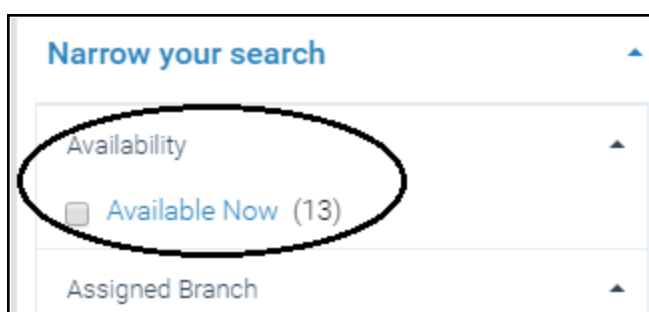 Narrow your search
Availability
Available Now (13)
Assigned Branch